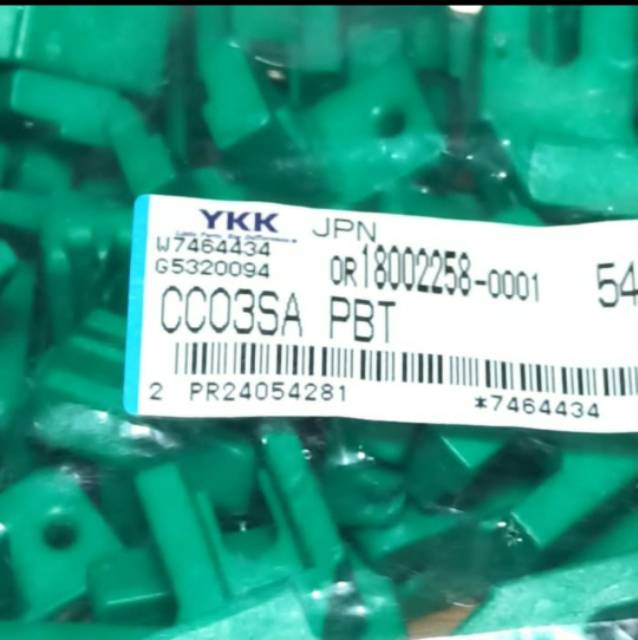 YKK JPN
W7464434
G5320094 OR18002258-0001 54
CC03SA PBT
2 PR24054281 *7464434